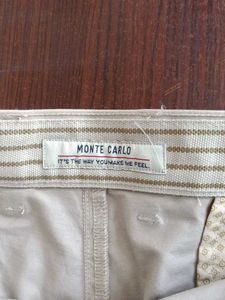 MONTE CARLO
IT'S THE WAY YOU MAKE ME FEEL